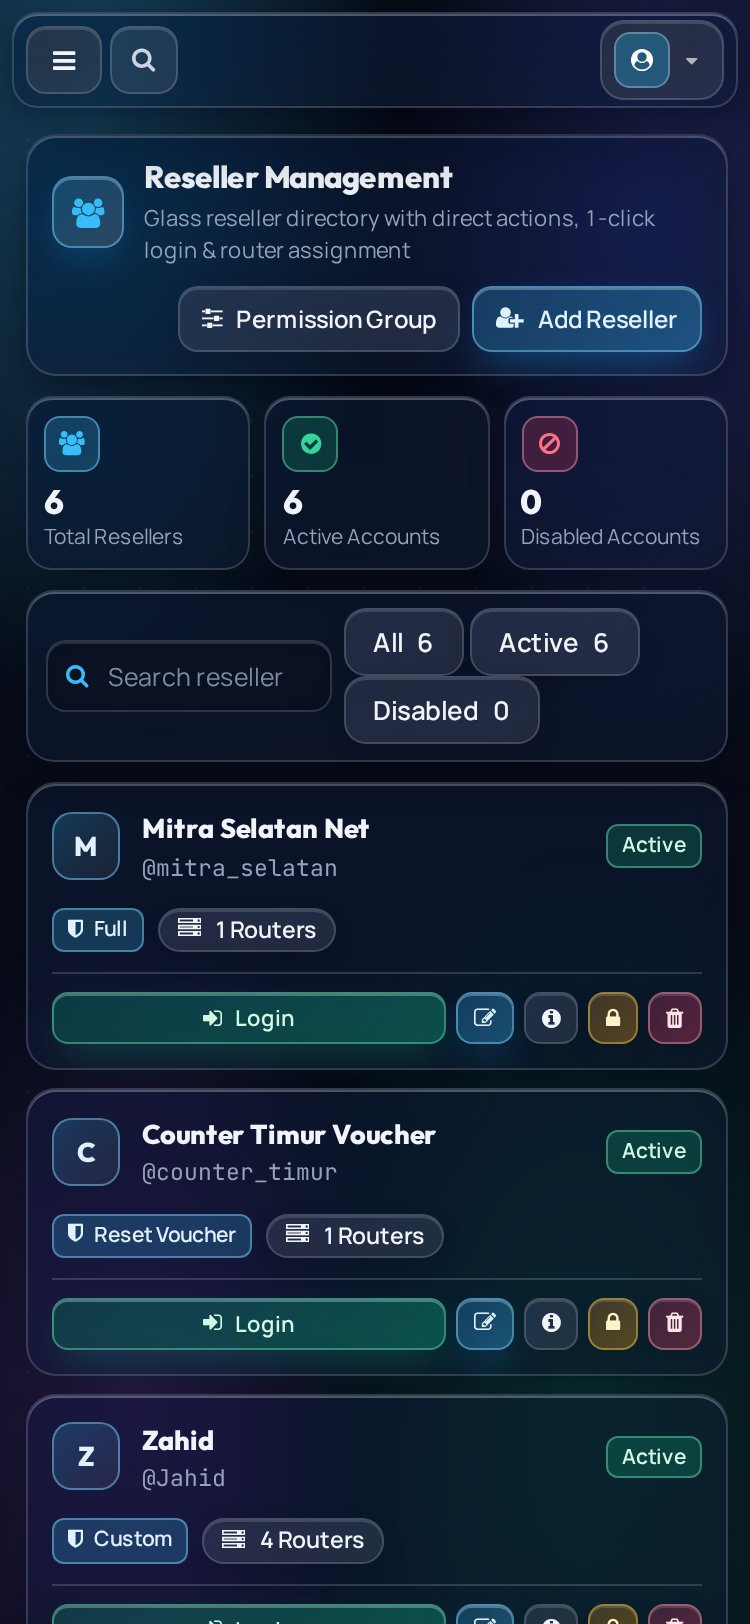 Reseller Management
Glass reseller directory with direct actions, 1-click
login & router assignment
Permission Group
Add Reseller
6
Total Resellers
6
Active Accounts
0
Disabled Accounts
Search reseller
All 6
Active 6
Disabled 0
M
Mitra Selatan Net
@mitra_selatan
Active
Full
1 Routers
Login
C
Counter Timur Voucher
@counter_timur
Active
Reset Voucher
1 Routers
Login
Z
Zahid
@Jahid
Active
Custom
4 Routers